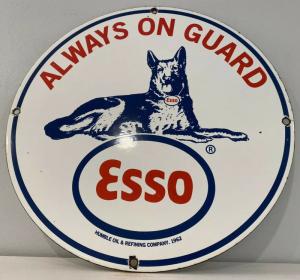 ALWAYS ON GUARD
Esso
®
Esso
HUMBLE OIL & REFINING COMPANY, 1963